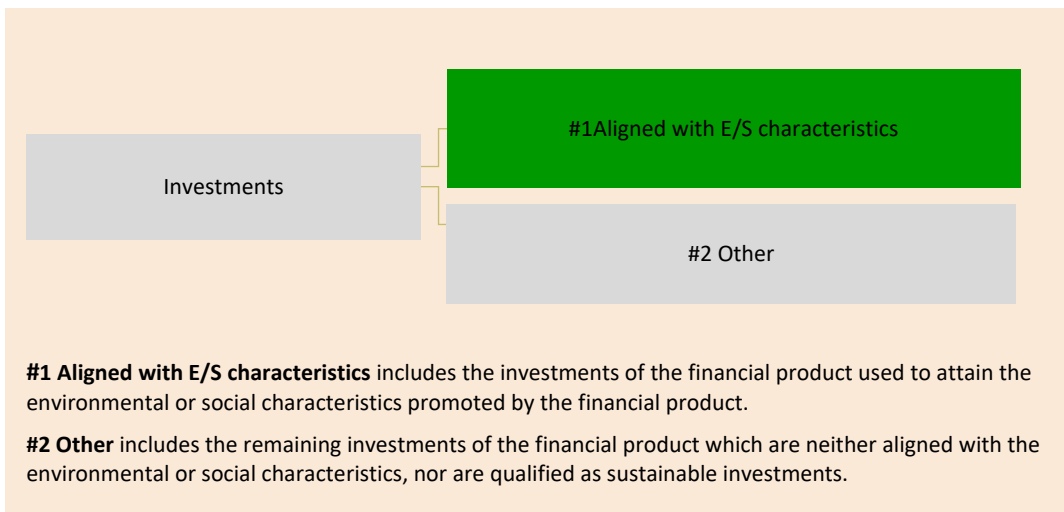 #1Aligned with E/S characteristics
Investments
#2 Other
#1 Aligned with E/S characteristics includes the investments of the financial product used to attain the
environmental or social characteristics promoted by the financial product.
#2 Other includes the remaining investments of the financial product which are neither aligned with the
environmental or social characteristics, nor are qualified as sustainable investments.